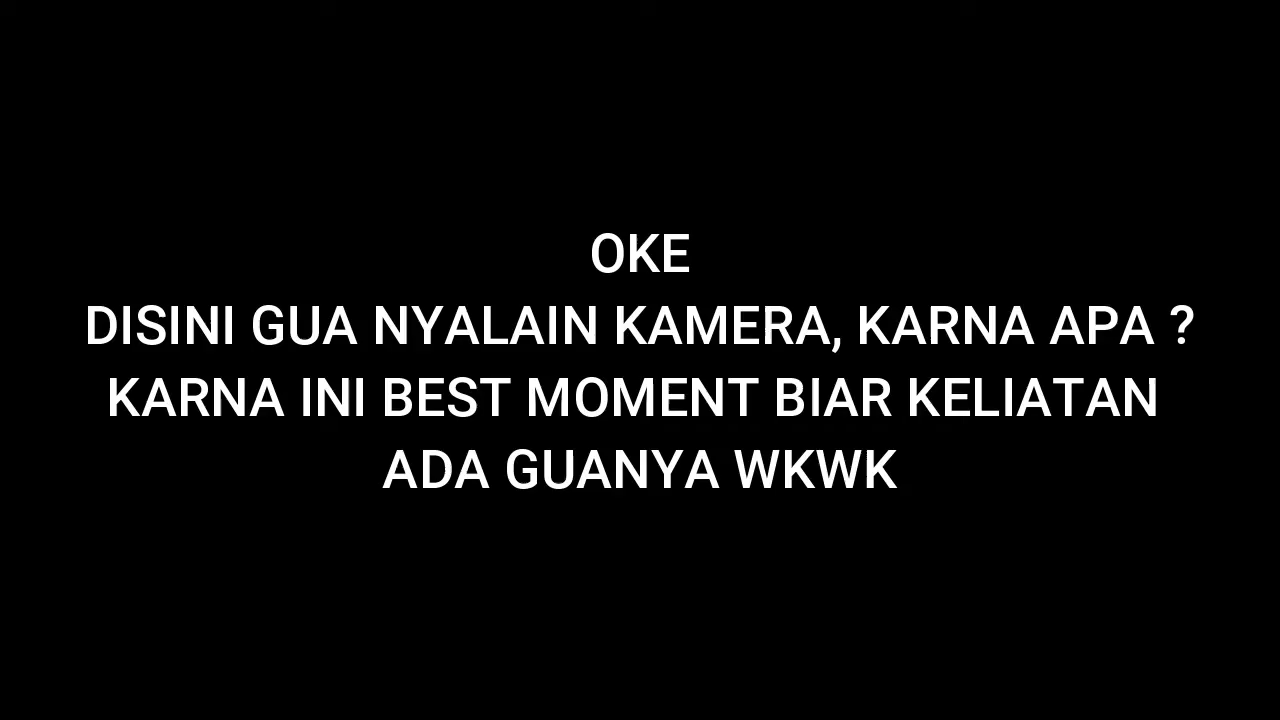 OKE
DISINI GUA NYALAIN KAMERA, KARNA APA ?
KARNA INI BEST MOMENT BIAR KELIATAN
ADA GUANYA WKWK